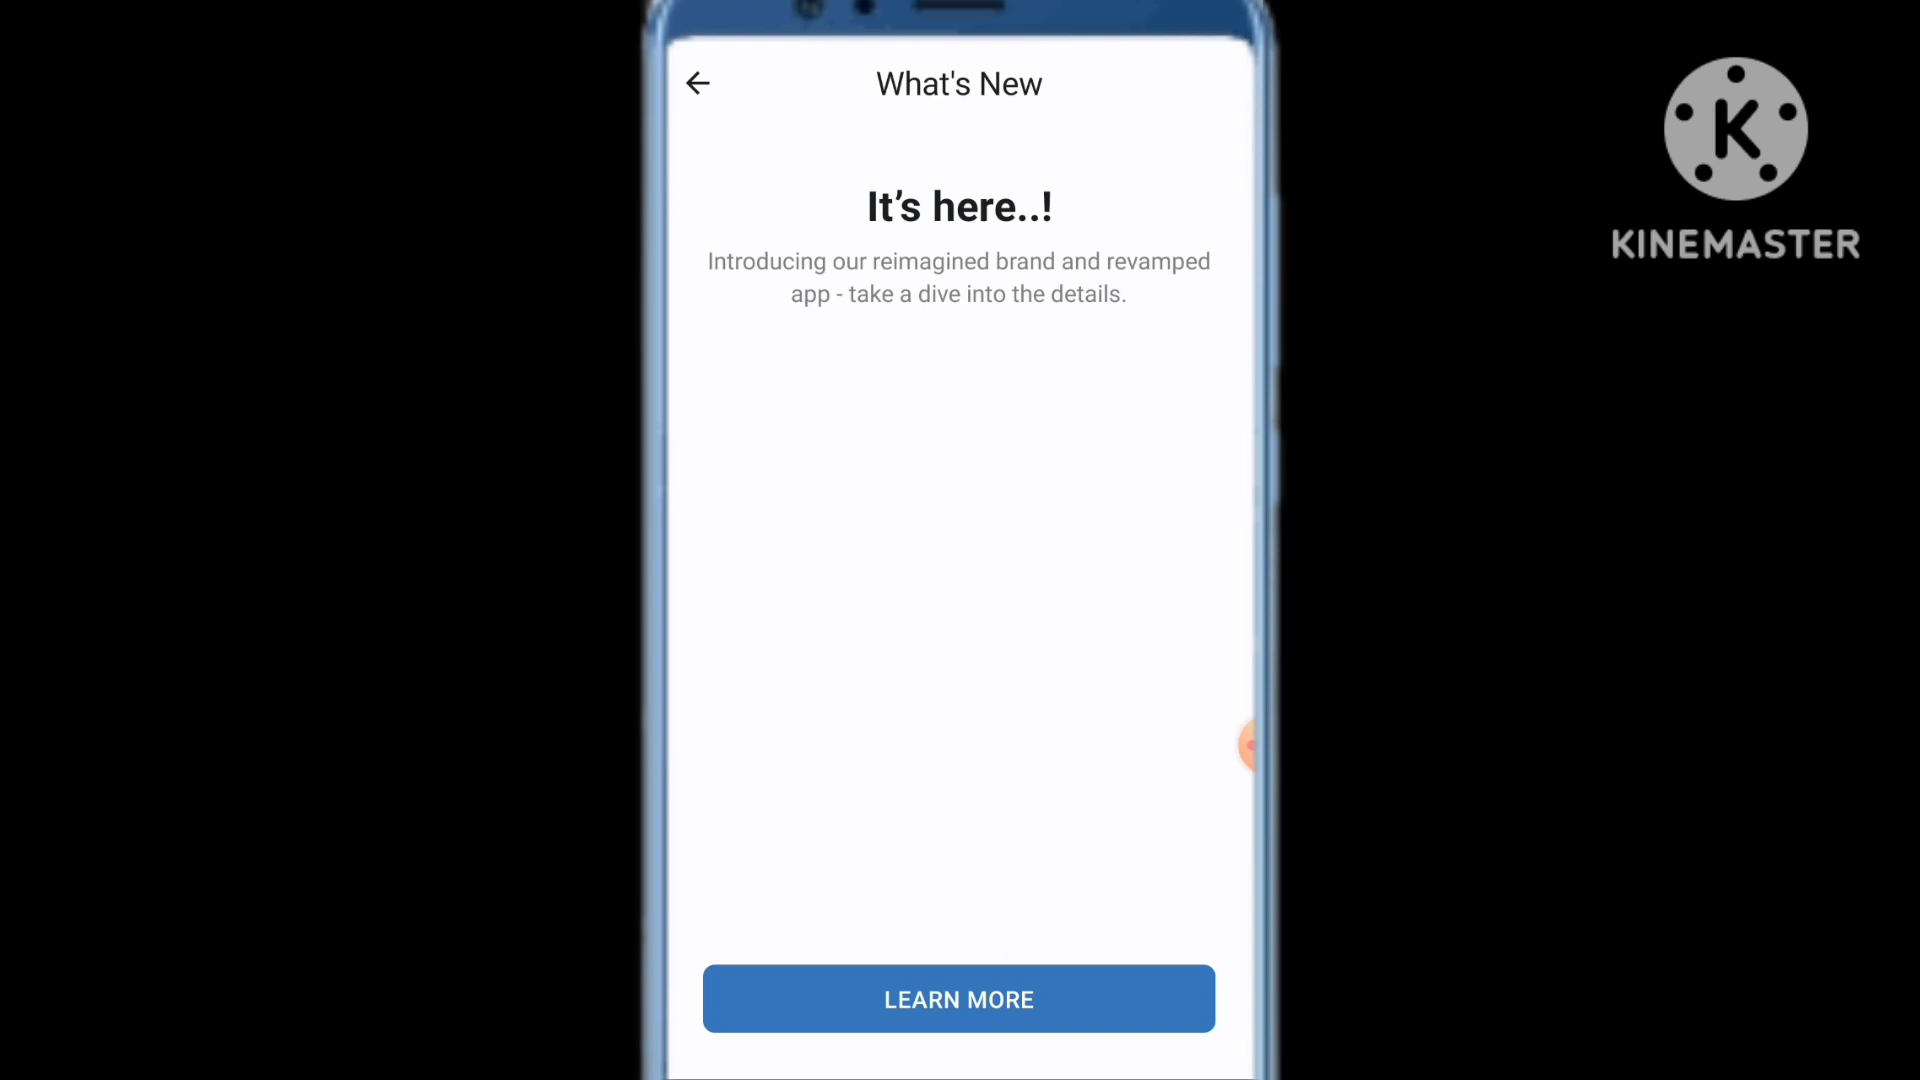 What's New
It’s here..!
Introducing our reimagined brand and revamped
app - take a dive into the details.
LEARN MORE
K
KINEMASTER